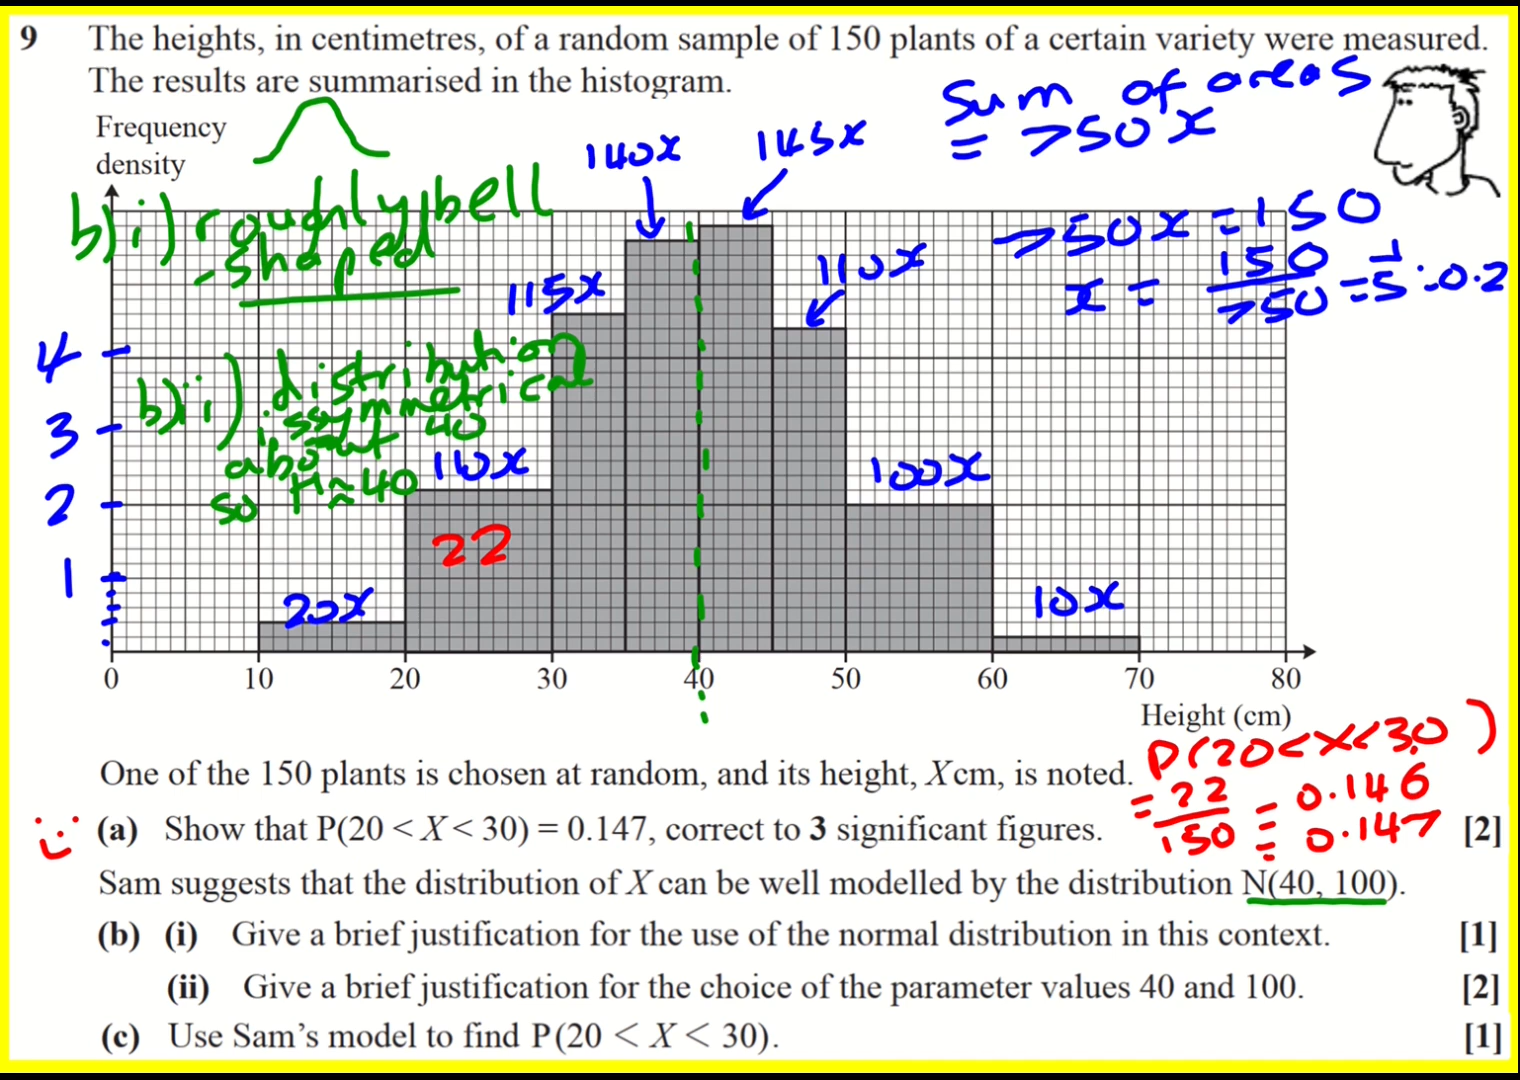 9 The heights, in centimetres, of a random sample of 150 plants of a certain variety were measured.
The results are summarised in the histogram.
Sum of areas
= 750x
Frequency
density
140x
145x
b)i) roughly bell
-shaped
750x = 150
x = 150/750 = 1/5 = 0.2
115x
110x
4
3
2
1
b)ii) distribution
is symmetrical
about 40
so μ ≈ 40
110x
100x
22
20x
10x
0 10 20 30 40 50 60 70 80
Height (cm)
P(20<X<30)
= 22/150 = 0.146
= 0.147
One of the 150 plants is chosen at random, and its height, X cm, is noted.
(a) Show that P(20 < X < 30) = 0.147, correct to 3 significant figures. [2]
Sam suggests that the distribution of X can be well modelled by the distribution N(40, 100).
(b) (i) Give a brief justification for the use of the normal distribution in this context. [1]
(ii) Give a brief justification for the choice of the parameter values 40 and 100. [2]
(c) Use Sam's model to find P(20 < X < 30). [1]